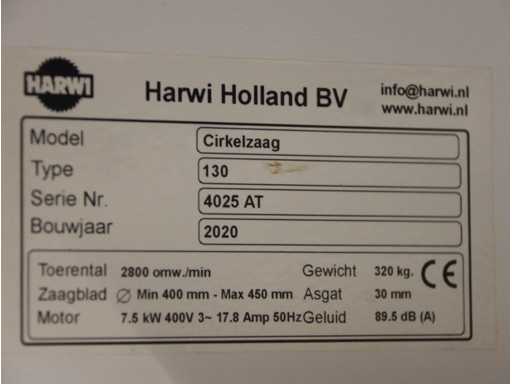 HARWI
Harwi Holland BV
info@harwi.nl
www.harwi.nl
Model Cirkelzaag
Type 130
Serie Nr. 4025 AT
Bouwjaar 2020
Toerental 2800 omw./min Gewicht 320 kg. CE
Zaagblad ∅ Min 400 mm - Max 450 mm Asgat 30 mm
Motor 7.5 kW 400V 3~ 17.8 Amp 50Hz Geluid 89.5 dB (A)